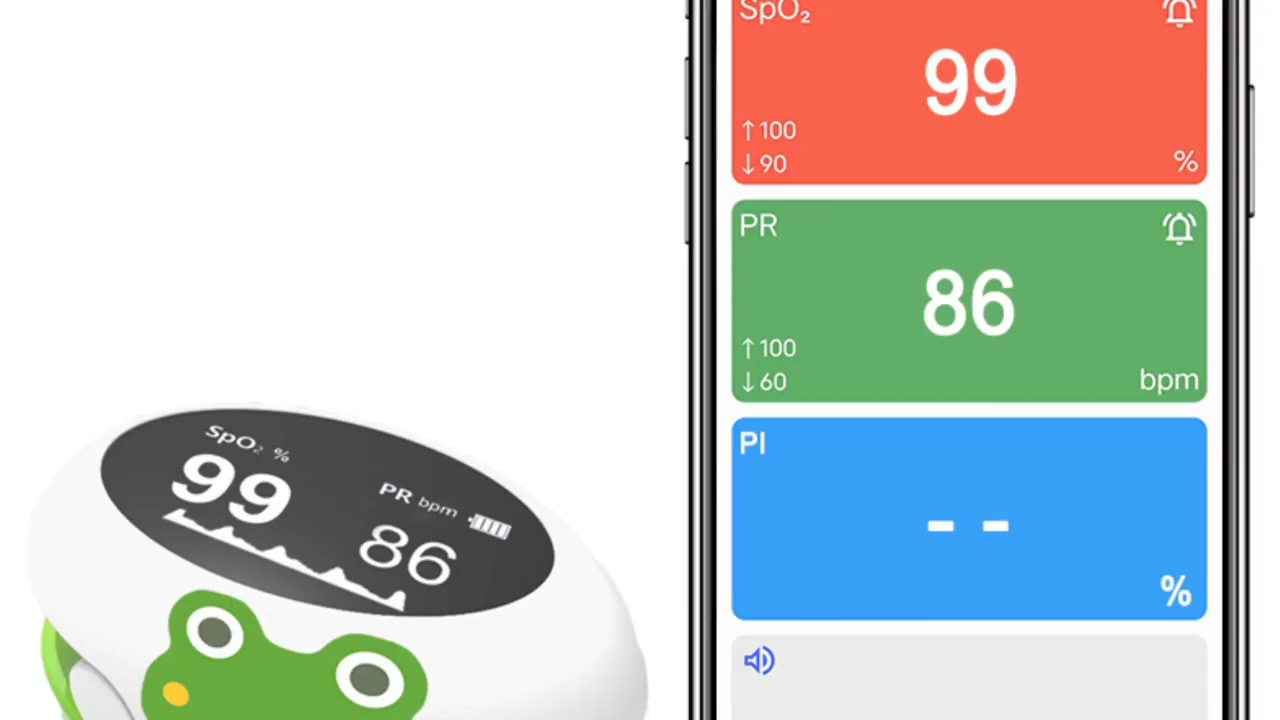 SpO₂ %
99
PR bpm
86
SpO₂
99
↑100
↓90
%
PR
86
↑100
↓60
bpm
PI
- -
%